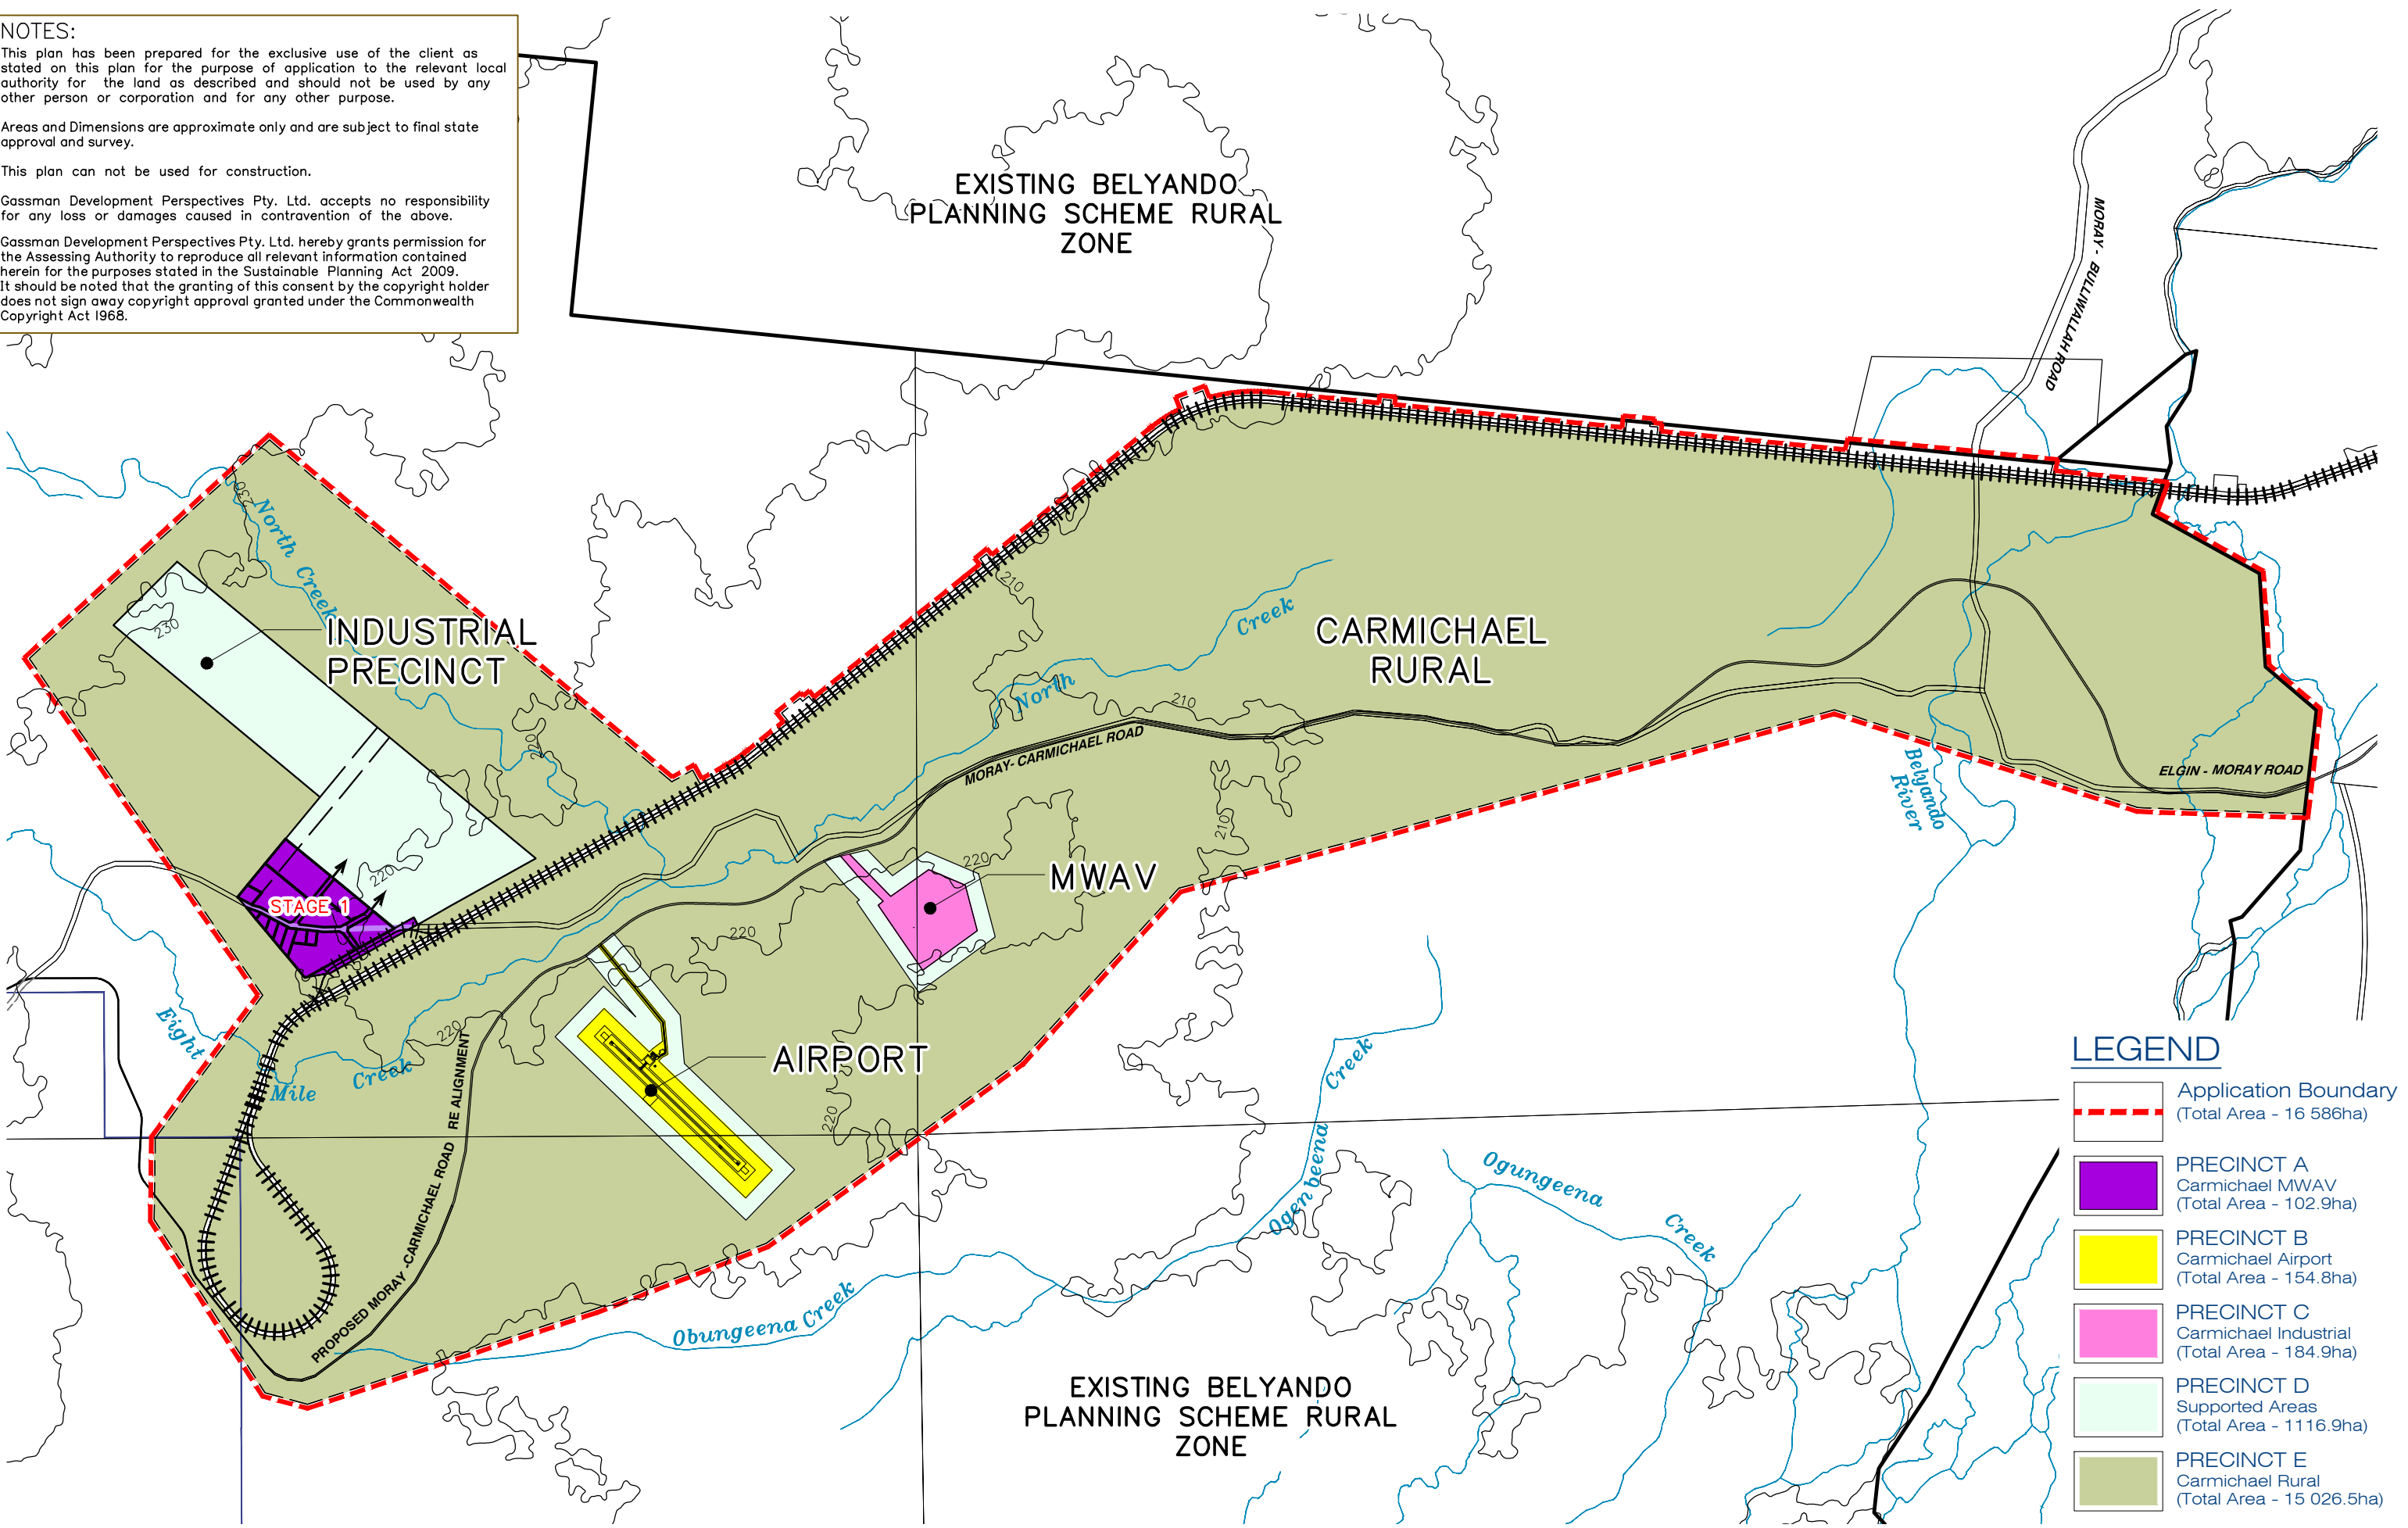 NOTES:
This plan has been prepared for the exclusive use of the client as
stated on this plan for the purpose of application to the relevant local
authority for the land as described and should not be used by any
other person or corporation and for any other purpose.
Areas and Dimensions are approximate only and are subject to final state
approval and survey.
This plan can not be used for construction.
Gassman Development Perspectives Pty. Ltd. accepts no responsibility
for any loss or damages caused in contravention of the above.
Gassman Development Perspectives Pty. Ltd. hereby grants permission for
the Assessing Authority to reproduce all relevant information contained
herein for the purposes stated in the Sustainable Planning Act 2009.
It should be noted that the granting of this consent by the copyright holder
does not sign away copyright approval granted under the Commonwealth
Copyright Act 1968.
EXISTING BELYANDO
PLANNING SCHEME RURAL
ZONE
MORAY - BULLIWALLAH ROAD
230
North Creek
230
INDUSTRIAL
PRECINCT
210
North Creek
CARMICHAEL
RURAL
210
220
MORAY-CARMICHAEL ROAD
Belyando
River
ELGIN - MORAY ROAD
210
220
MWAV
220
STAGE 1
220
220
Eight Mile Creek
AIRPORT
220
PROPOSED MORAY -CARMICHAEL ROAD RE ALIGNMENT
Ogenbeena Creek
Ogungeena Creek
Obungeena Creek
EXISTING BELYANDO
PLANNING SCHEME RURAL
ZONE
LEGEND
Application Boundary
(Total Area - 16 586ha)
PRECINCT A
Carmichael MWAV
(Total Area - 102.9ha)
PRECINCT B
Carmichael Airport
(Total Area - 154.8ha)
PRECINCT C
Carmichael Industrial
(Total Area - 184.9ha)
PRECINCT D
Supported Areas
(Total Area - 1116.9ha)
PRECINCT E
Carmichael Rural
(Total Area - 15 026.5ha)